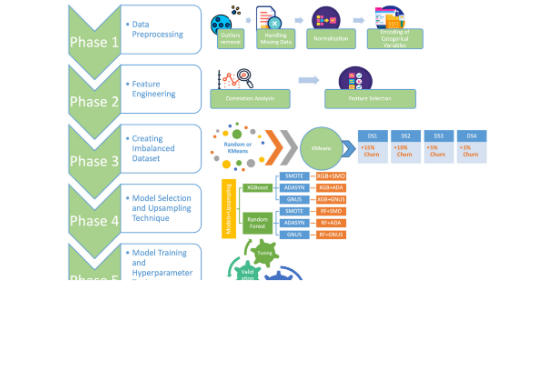 Phase 1
• Data
Preprocessing
Outliers
removal
Handling
Missing Data
Normalization
Encoding of
Categorical
Variables
Phase 2
• Feature
Engineering
Correlation Analysis
Feature Selection
Phase 3
• Creating
Imbalanced
Dataset
Random or
KMeans
KMeans
DS1 DS2 DS3 DS4
•15% Churn •10% Churn •5% Churn •1% Churn
Phase 4
• Model Selection
and Upsampling
Technique
Models+Upsampling
XGBoost
SMOTE XGB+SMO
ADASYN XGB+ADA
GNUS XGB+GNUS
Random
Forest
SMOTE RF+SMO
ADASYN RF+ADA
GNUS RF+GNUS
Phase 5
• Model Training
and
Hyperparameter
Tuning
Valid